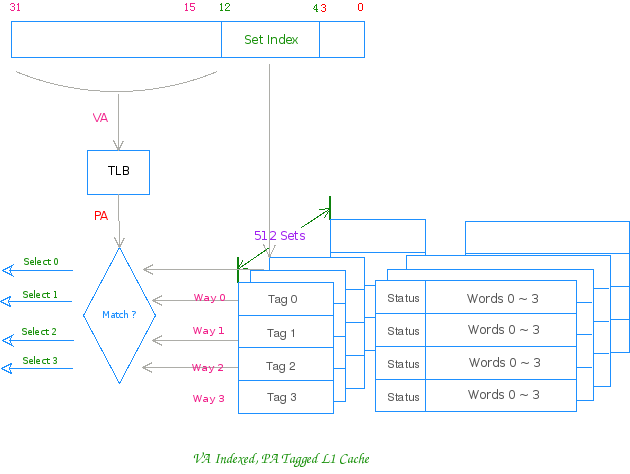 31 15 12 4 3 0
Set Index
VA
TLB
PA
512 Sets
Select 0
Select 1
Select 2
Select 3
Match ?
Way 0
Way 1
Way 2
Way 3
Tag 0
Tag 1
Tag 2
Tag 3
Status Words 0 ~ 3
Status Words 0 ~ 3
Status Words 0 ~ 3
Status Words 0 ~ 3
VA Indexed, PA Tagged L1 Cache